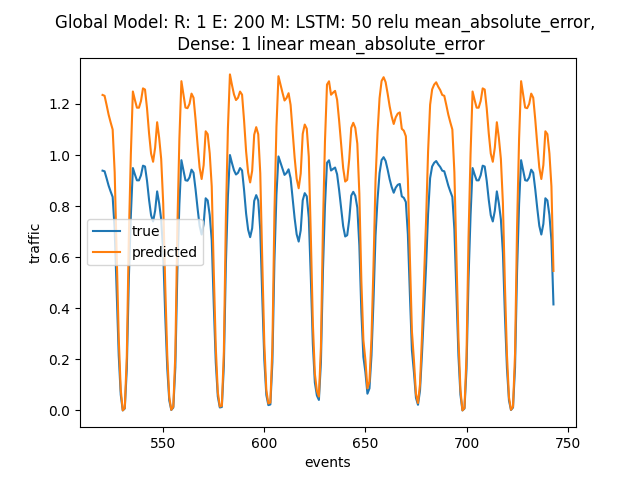 Global Model: R: 1 E: 200 M: LSTM: 50 relu mean_absolute_error,
Dense: 1 linear mean_absolute_error
traffic
1.2
1.0
0.8
0.6
0.4
0.2
0.0
true
predicted
550
600
650
700
750
events